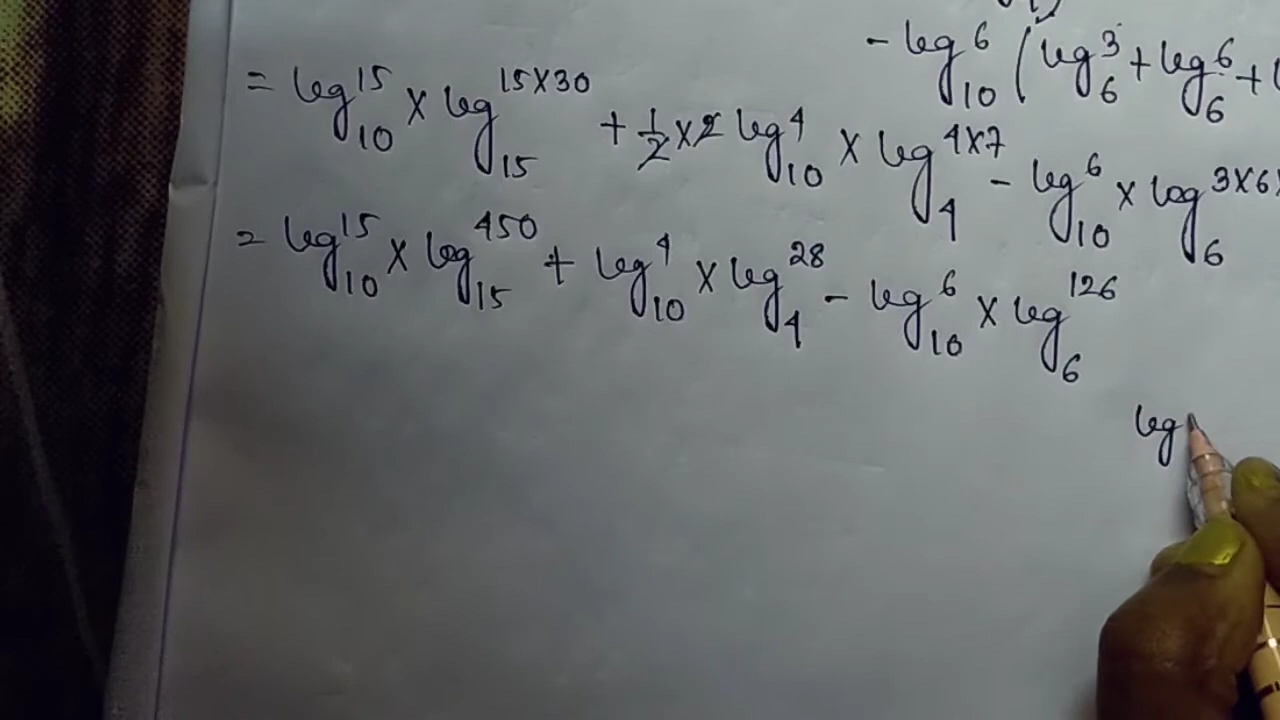 - log₁₀⁶ ( log₆³ + log₆⁶ +
= log₁₀¹⁵ × log₁₅^15×30 + 1/2 × 2 log₁₀⁴ × log₄^4×7 - log₁₀⁶ × log₆^3×6
= log₁₀¹⁵ × log₁₅⁴⁵⁰ + log₁₀⁴ × log₄²⁸ - log₁₀⁶ × log₆¹²⁶
log